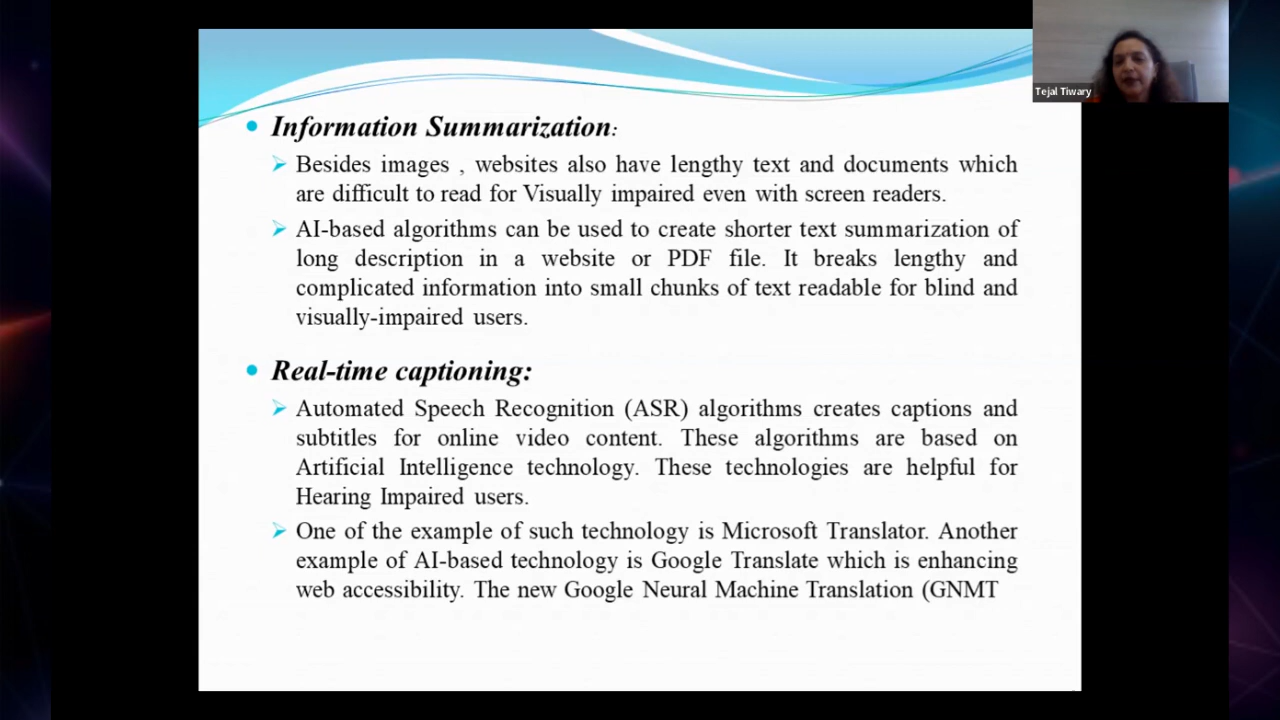 Tejal Tiwary
Information Summarization:
Besides images , websites also have lengthy text and documents which
are difficult to read for Visually impaired even with screen readers.
AI-based algorithms can be used to create shorter text summarization of
long description in a website or PDF file. It breaks lengthy and
complicated information into small chunks of text readable for blind and
visually-impaired users.
Real-time captioning:
Automated Speech Recognition (ASR) algorithms creates captions and
subtitles for online video content. These algorithms are based on
Artificial Intelligence technology. These technologies are helpful for
Hearing Impaired users.
One of the example of such technology is Microsoft Translator. Another
example of AI-based technology is Google Translate which is enhancing
web accessibility. The new Google Neural Machine Translation (GNMT